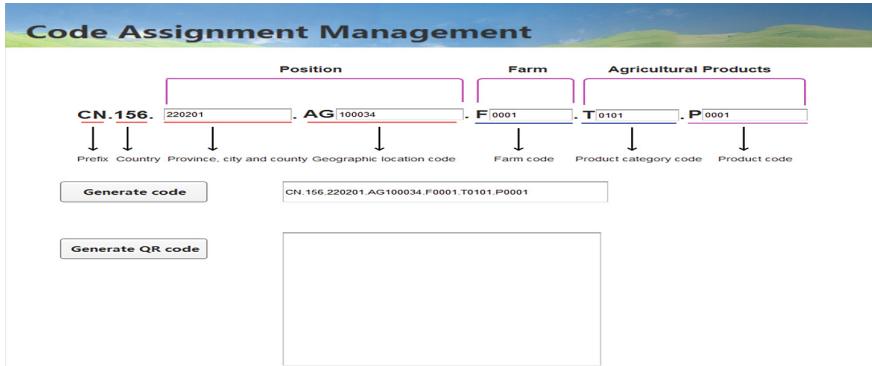 Code Assignment Management
Position Farm Agricultural Products
CN.156. 220201 . AG 100034 . F 0001 . T 0101 . P 0001
Prefix Country Province, city and county Geographic location code Farm code Product category code Product code
Generate code CN.156.220201.AG100034.F0001.T0101.P0001
Generate QR code